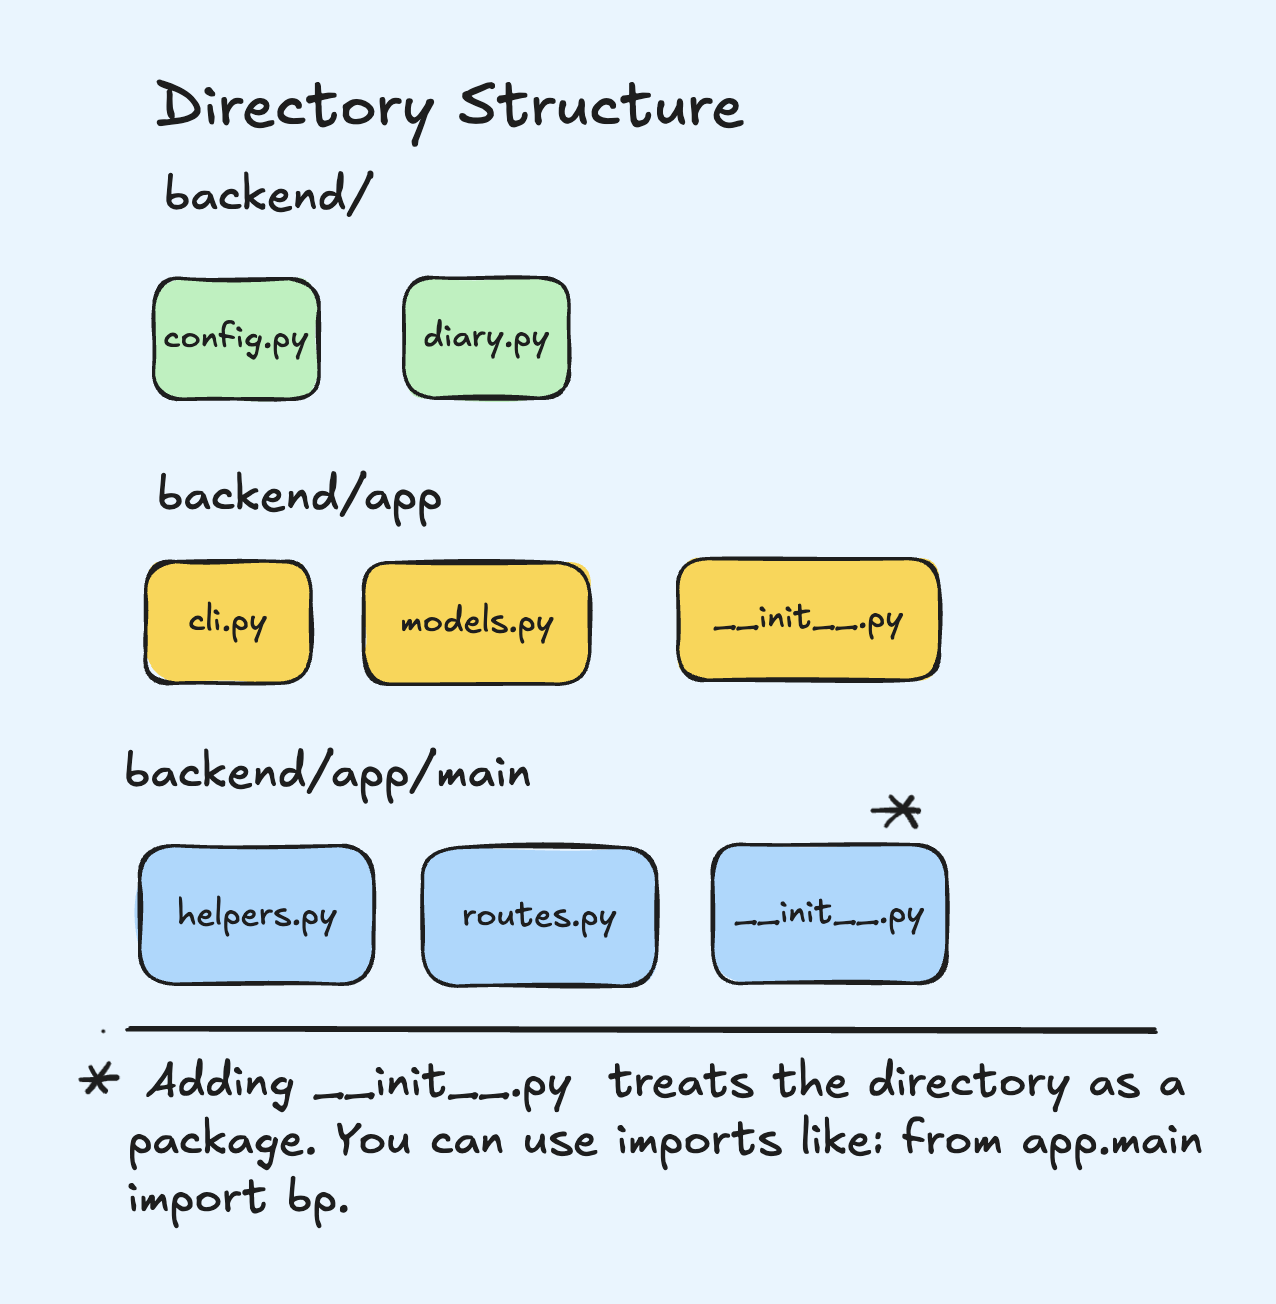 Directory Structure
backend/
config.py
diary.py
backend/app
cli.py
models.py
__init__.py
backend/app/main
*
helpers.py
routes.py
__init__.py
* Adding __init__.py treats the directory as a
package. You can use imports like: from app.main
import bp.